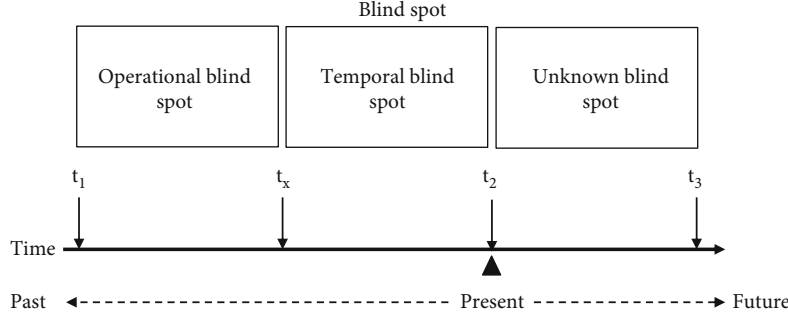 Blind spot
Operational blind
spot
Temporal blind
spot
Unknown blind
spot
t1
tx
t2
t3
Time
Past
Present
Future